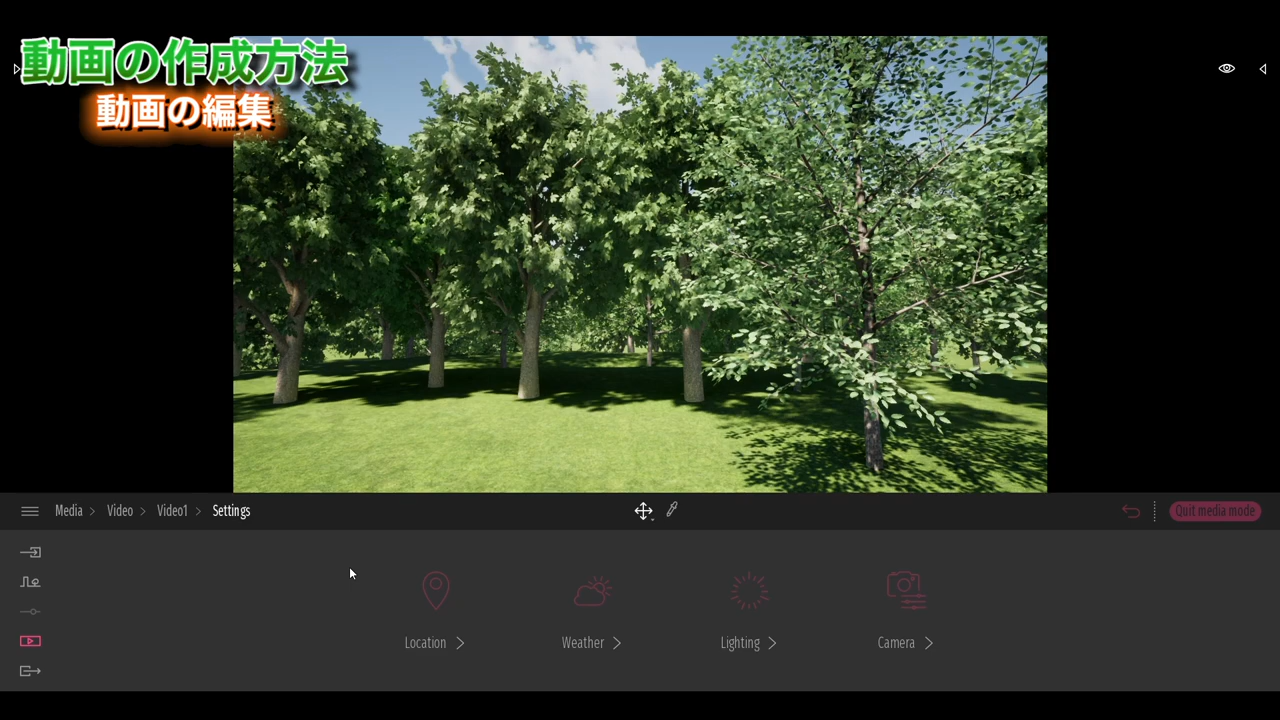 動画の作成方法
動画の編集
Media > Video > Video1 > Settings
Quit media mode
Location >
Weather >
Lighting >
Camera >